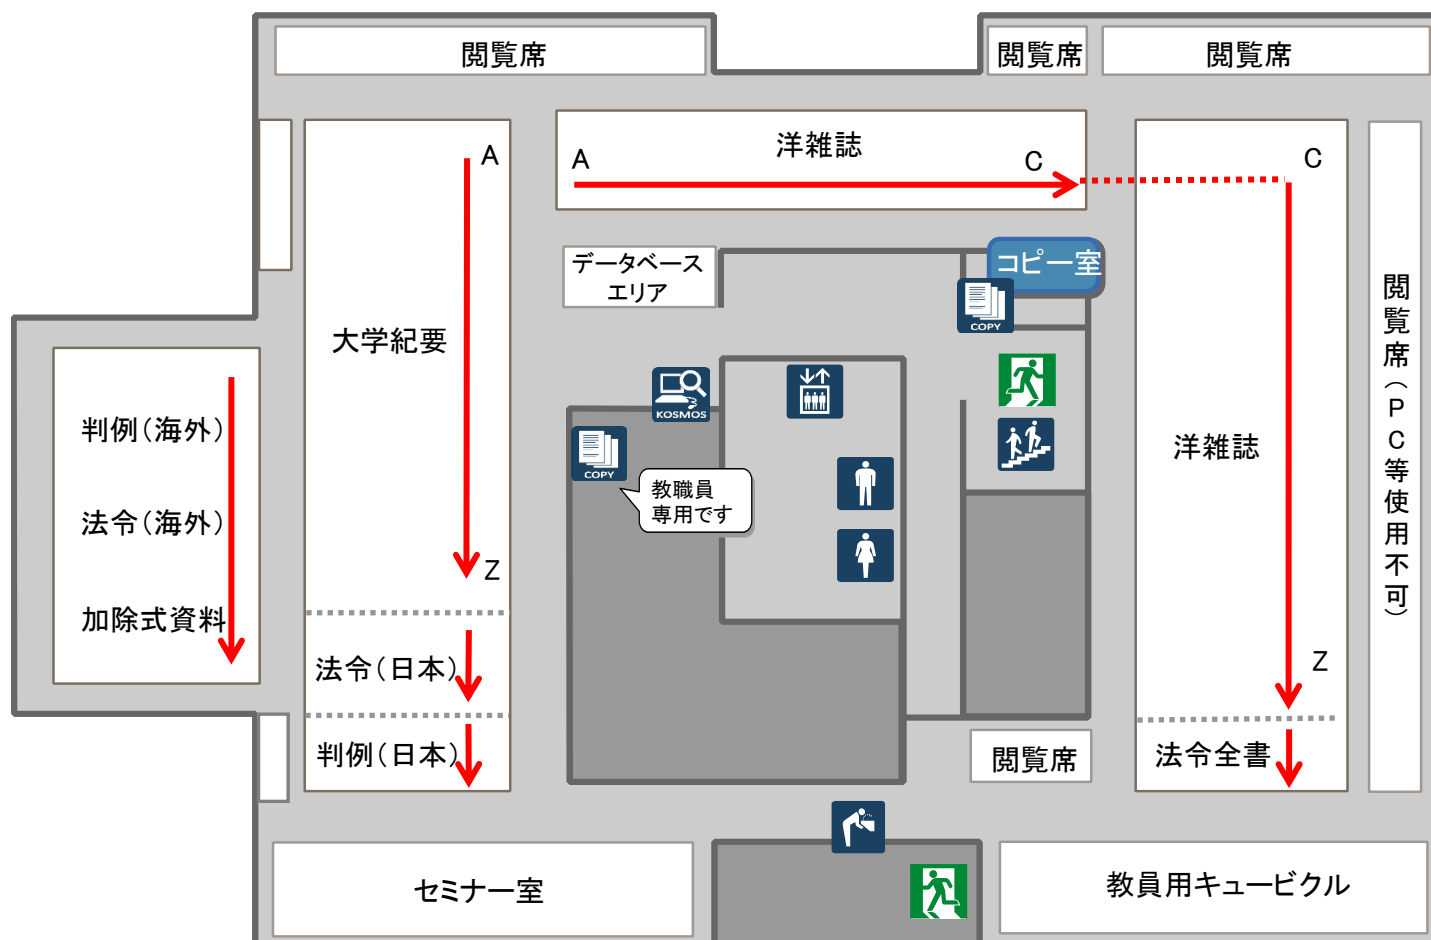 閲覧席
閲覧席
閲覧席
A
洋雑誌
A
C
C
データベース
エリア
コピー室
COPY
大学紀要
閲覧席(PC等使用不可)
KOSMOS
判例(海外)
COPY
教職員
専用です
洋雑誌
法令(海外)
Z
加除式資料
法令(日本)
Z
判例(日本)
閲覧席
法令全書
セミナー室
教員用キュービクル